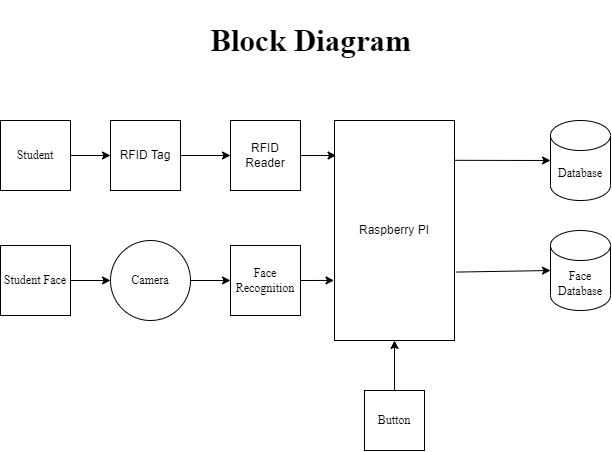 Block Diagram
Student
RFID Tag
RFID
Reader
Raspberry PI
Database
Student Face
Camera
Face
Recognition
Face
Database
Button